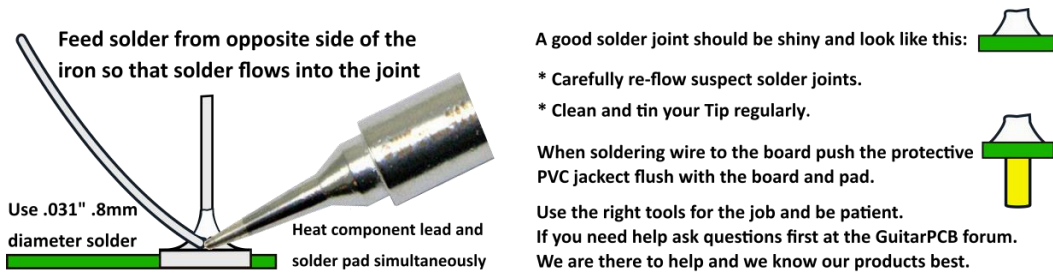 Feed solder from opposite side of the
iron so that solder flows into the joint
Use .031" .8mm
diameter solder
Heat component lead and
solder pad simultaneously
A good solder joint should be shiny and look like this:
* Carefully re-flow suspect solder joints.
* Clean and tin your Tip regularly.
When soldering wire to the board push the protective
PVC jackect flush with the board and pad.
Use the right tools for the job and be patient.
If you need help ask questions first at the GuitarPCB forum.
We are there to help and we know our products best.